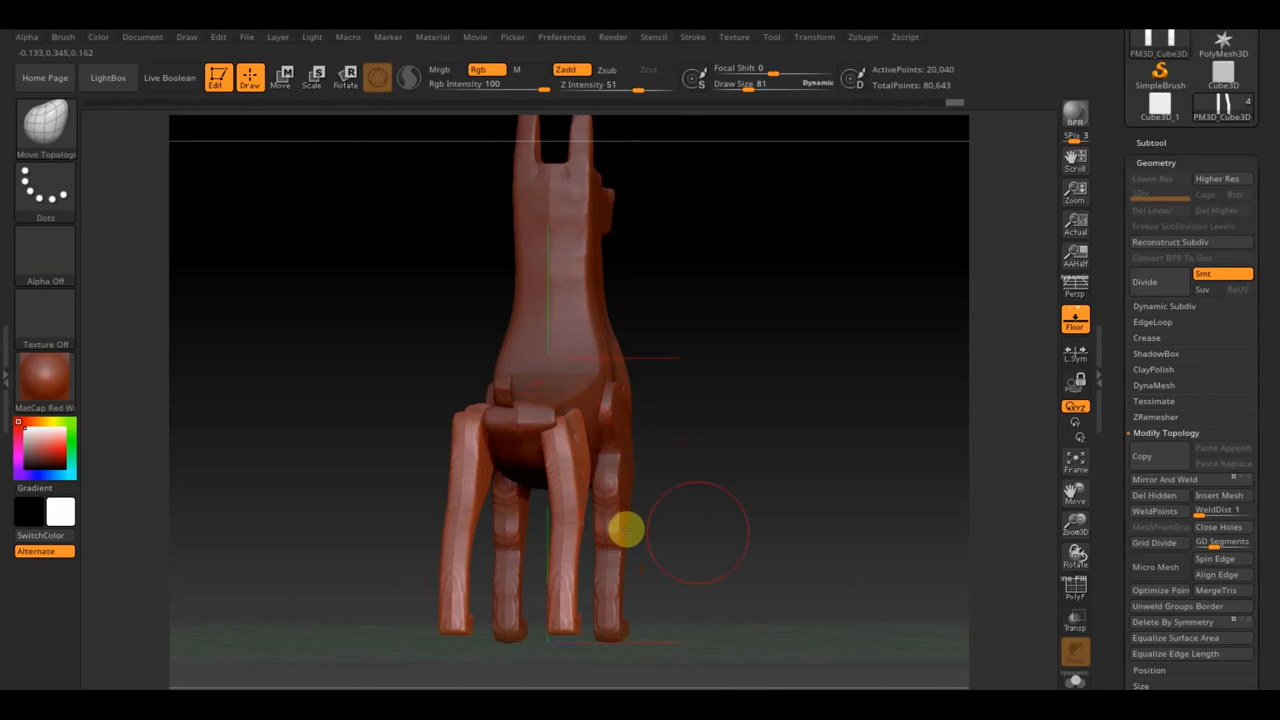 Alpha Brush Color Document Draw Edit File Layer Light Macro Marker Material Movie Picker Preferences Render Stencil Stroke Texture Tool Transform Zplugin Zscript
-0.133,0.345,0.162
Home Page LightBox Live Boolean Edit Draw Move Scale Rotate
Mrgb Rgb M Zadd Zsub Zcut
Rgb Intensity 100 Z Intensity 51
Focal Shift 0
Draw Size 81 Dynamic
ActivePoints: 20,040
TotalPoints: 80,643
Move Topologi
Dots
Alpha Off
Texture Off
MatCap Red W
Gradient
SwitchColor
Alternate
BPR
SPix 3
Scroll
Zoom
Actual
AAHalf
Dynamic
Persp
Floor
L.Sym
XYZ
Frame
Move
Zoom3D
Rotate
PolyF
Transp
Dynamic
PM3D_Cube3D PolyMesh3D
SimpleBrush Cube3D
4
Cube3D_1 PM3D_Cube3D
Subtool
Geometry
Lower Res Higher Res
SDiv Cage Rstr
Del Lower Del Higher
Freeze SubDivision Levels
Reconstruct Subdiv
Convert BPR To Geo
Divide Smt
Suv ReUV
Dynamic Subdiv
EdgeLoop
Crease
ShadowBox
ClayPolish
DynaMesh
Tessimate
ZRemesher
Modify Topology
Copy Paste Append
Paste Replace
Mirror And Weld
Del Hidden Insert Mesh
WeldPoints WeldDist 1
MeshFromBru Close Holes
Grid Divide GD Segments
Micro Mesh Spin Edge
Align Edge
Optimize Poin MergeTris
Unweld Groups Border
Delete By Symmetry
Equalize Surface Area
Equalize Edge Length
Position
Size